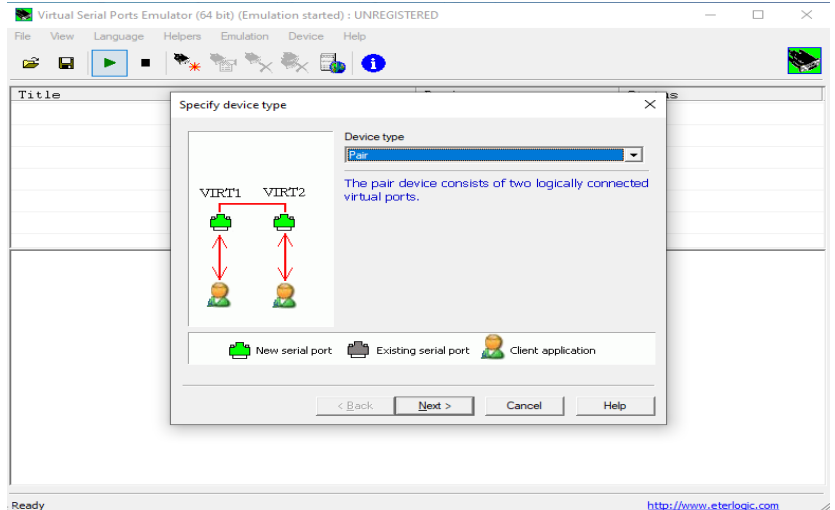 Virtual Serial Ports Emulator (64 bit) (Emulation started) : UNREGISTERED
File View Language Helpers Emulation Device Help
Title
Specify device type
Device type
Pair
The pair device consists of two logically connected
virtual ports.
VIRT1 VIRT2
New serial port Existing serial port Client application
< Back Next > Cancel Help
Ready http://www.eterlogic.com